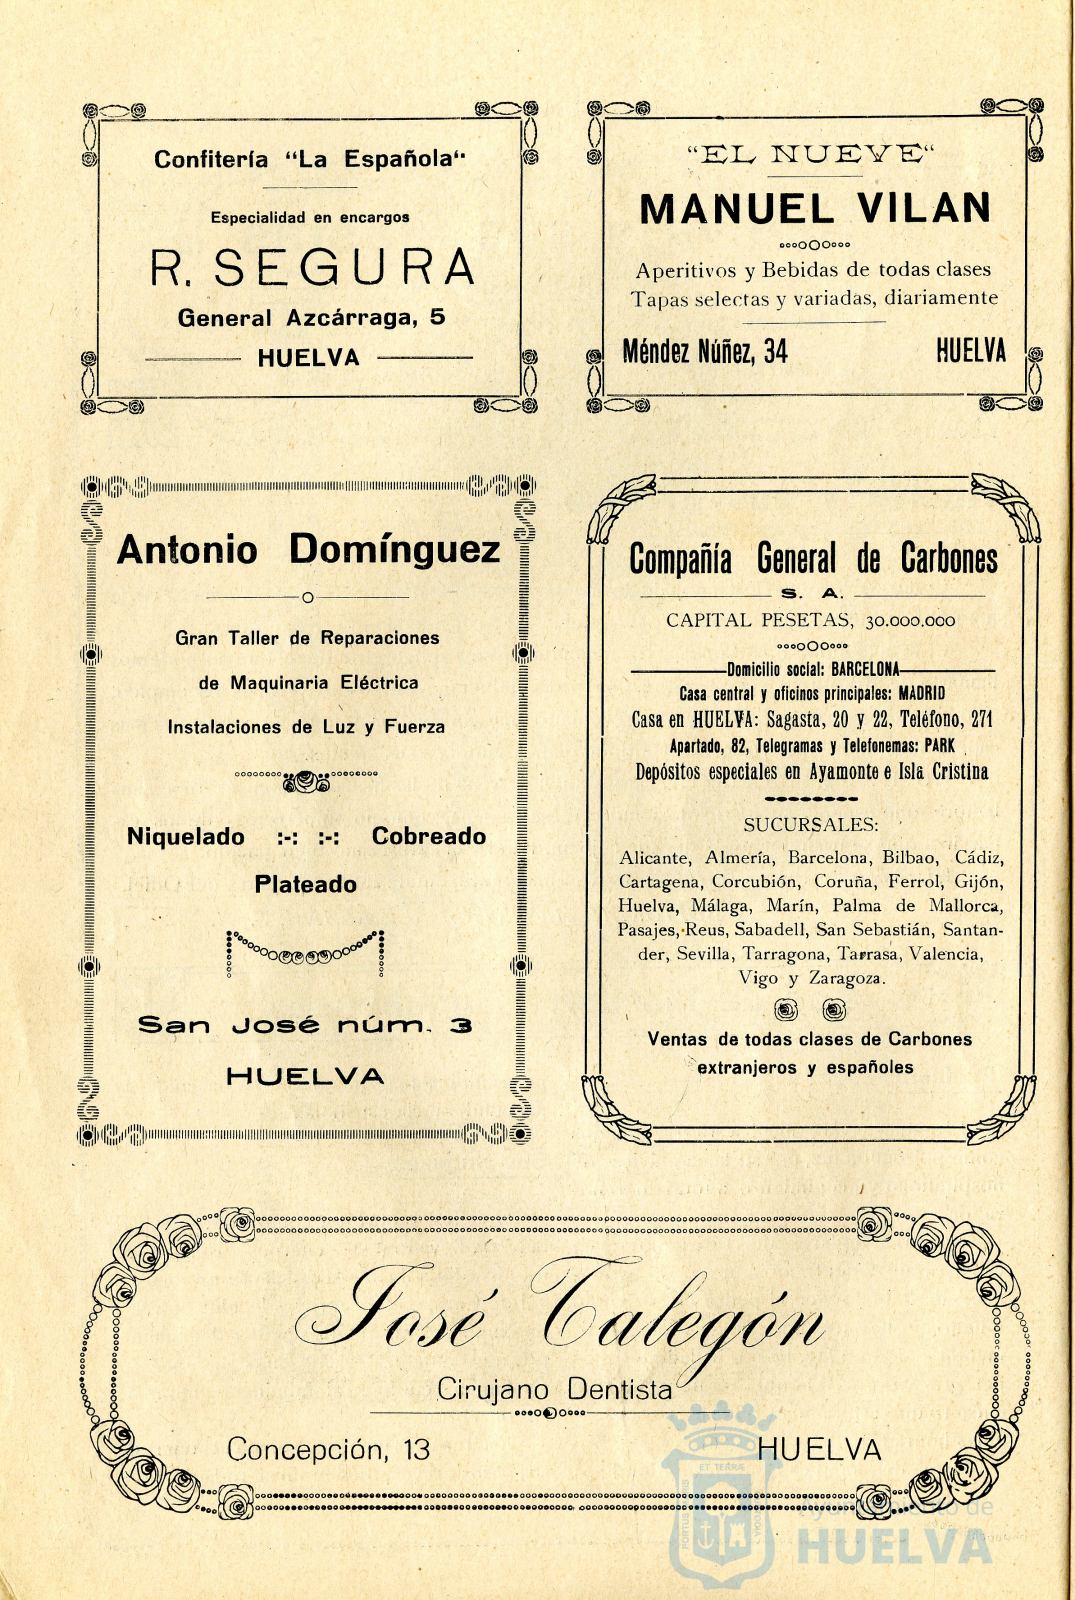 Confitería “La Española“
Especialidad en encargos
R. SEGURA
General Azcárraga, 5
HUELVA
“EL NUEVE“
MANUEL VILAN
Aperitivos y Bebidas de todas clases
Tapas selectas y variadas, diariamente
Méndez Núñez, 34 HUELVA
Antonio Domínguez
Gran Taller de Reparaciones
de Maquinaria Eléctrica
Instalaciones de Luz y Fuerza
Niquelado :-: :-: Cobreado
Plateado
San José núm. 3
HUELVA
Compañía General de Carbones
S. A.
CAPITAL PESETAS, 30.000.000
Domicilio social: BARCELONA
Casa central y oficinos principales: MADRID
Casa en HUELVA: Sagasta, 20 y 22, Teléfono, 271
Apartado, 82, Telegramas y Telefonemas: PARK
Depósitos especiales en Ayamonte e Isla Cristina
SUCURSALES:
Alicante, Almería, Barcelona, Bilbao, Cádiz,
Cartagena, Corcubión, Coruña, Ferrol, Gijón,
Huelva, Málaga, Marín, Palma de Mallorca,
Pasajes, Reus, Sabadell, San Sebastián, Santan-
der, Sevilla, Tarragona, Tarrasa, Valencia,
Vigo y Zaragoza.
Ventas de todas clases de Carbones
extranjeros y españoles
José Talegón
Cirujano Dentista
Concepción, 13 HUELVA
ET TERRÆ
PORTUS
Ayuntamiento de
HUELVA